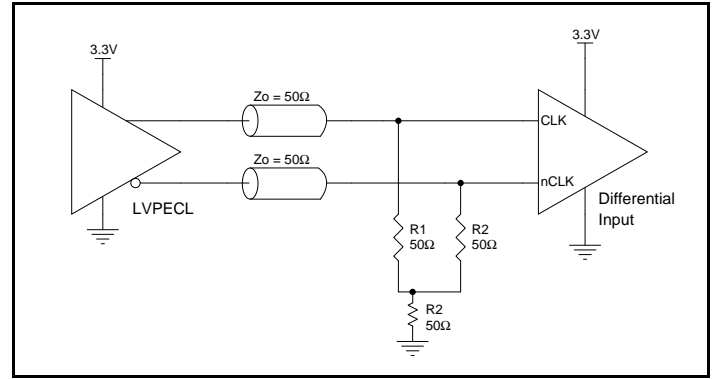 3.3V
3.3V
Zo = 50Ω
CLK
Zo = 50Ω
nCLK
LVPECL
Differential
Input
R1
50Ω
R2
50Ω
R2
50Ω